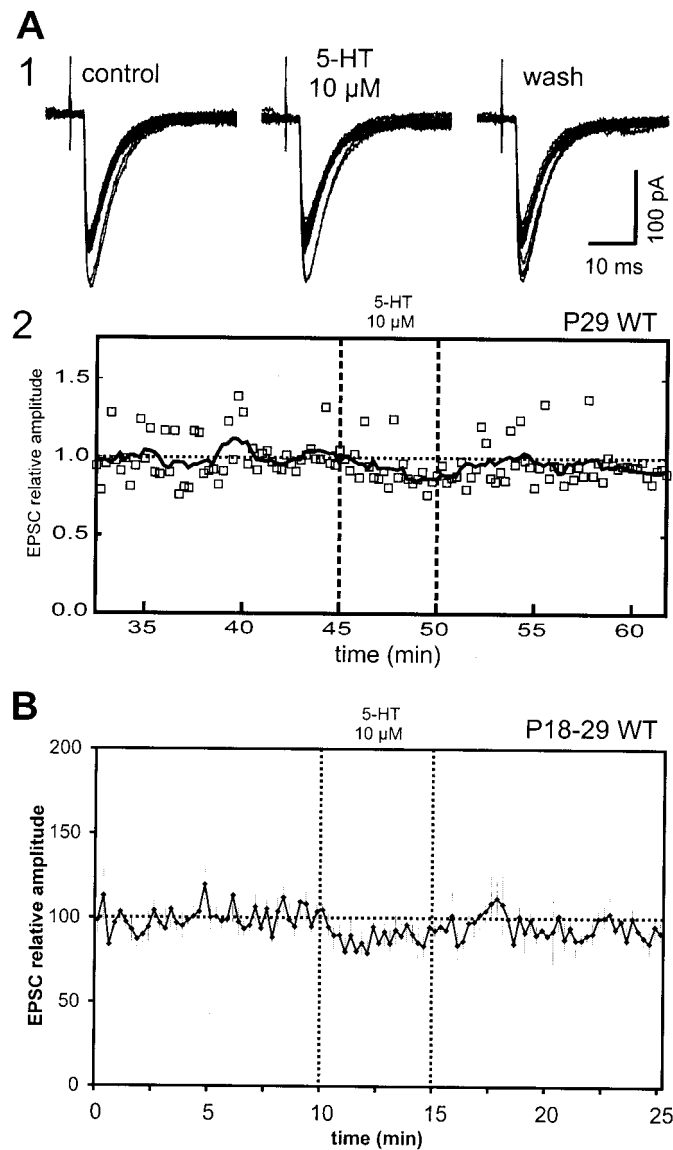 A
1
control
5-HT
10 µM
wash
100 pA
10 ms
2
5-HT
10 µM
P29 WT
EPSC relative amplitude
1.5
1.0
0.5
0.0
35
40
45
50
55
60
time (min)
B
5-HT
10 µM
P18-29 WT
EPSC relative amplitude
200
150
100
50
0
0
5
10
15
20
25
time (min)